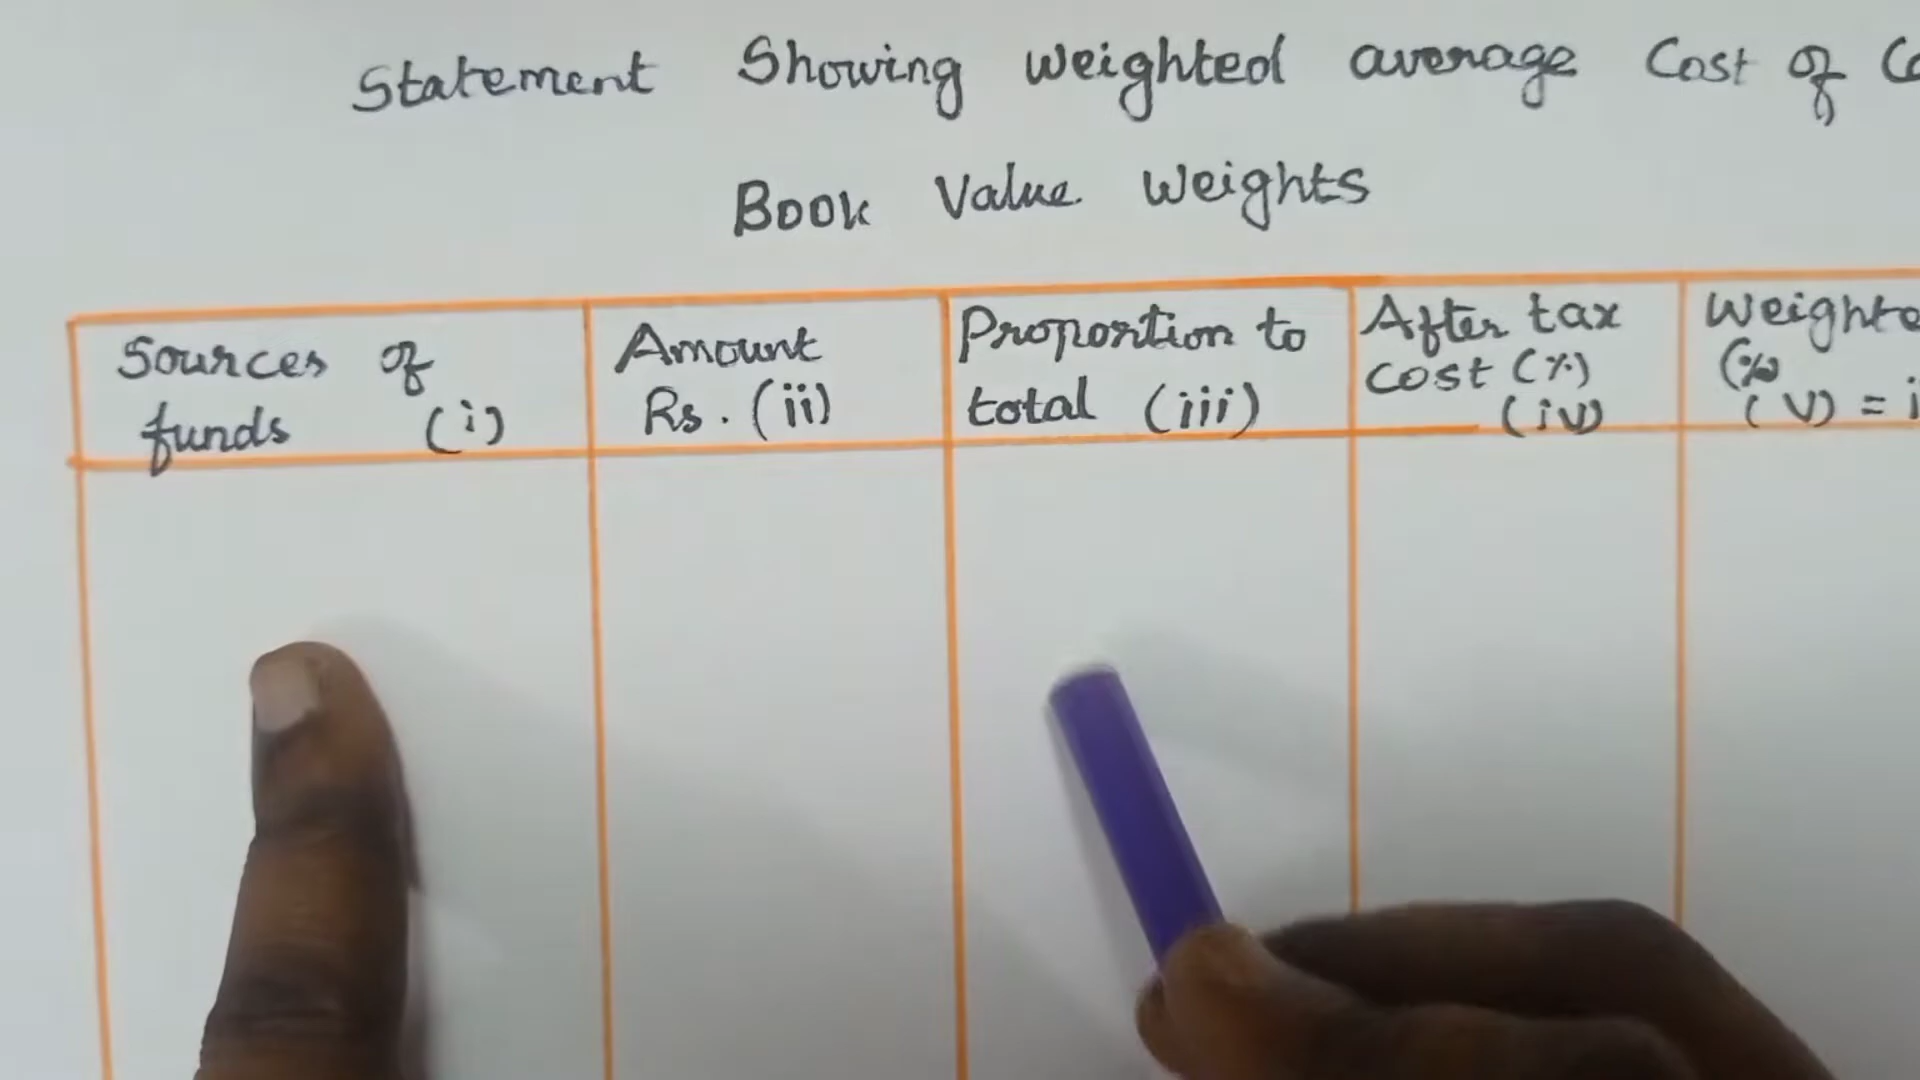 Statement Showing weighted average Cost of
Book Value Weights
Sources of
funds (i)
Amount
Rs. (ii)
Proportion to
total (iii)
After tax
cost (%)
(iv)
(%)
(V) = i